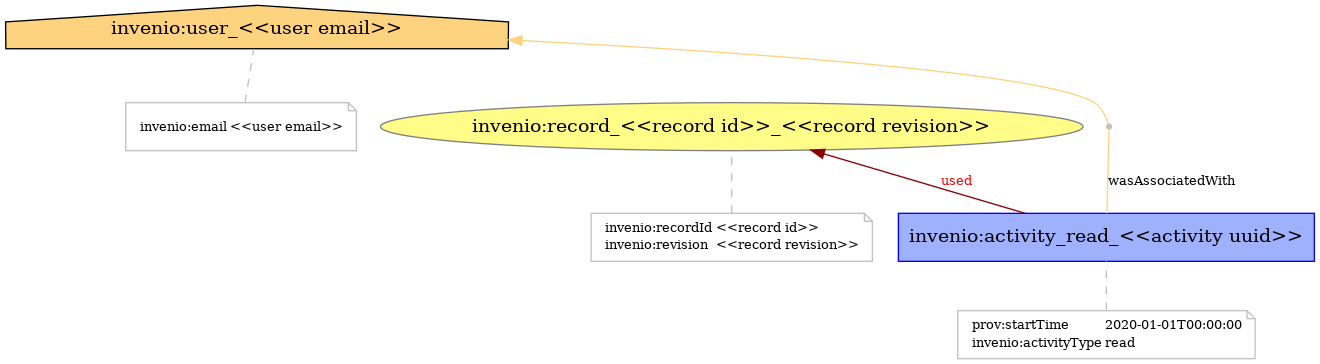 invenio:user_<<user email>>
invenio:email <<user email>>
invenio:record_<<record id>>_<<record revision>>
used
wasAssociatedWith
invenio:recordId <<record id>>
invenio:revision <<record revision>>
invenio:activity_read_<<activity uuid>>
prov:startTime 2020-01-01T00:00:00
invenio:activityType read